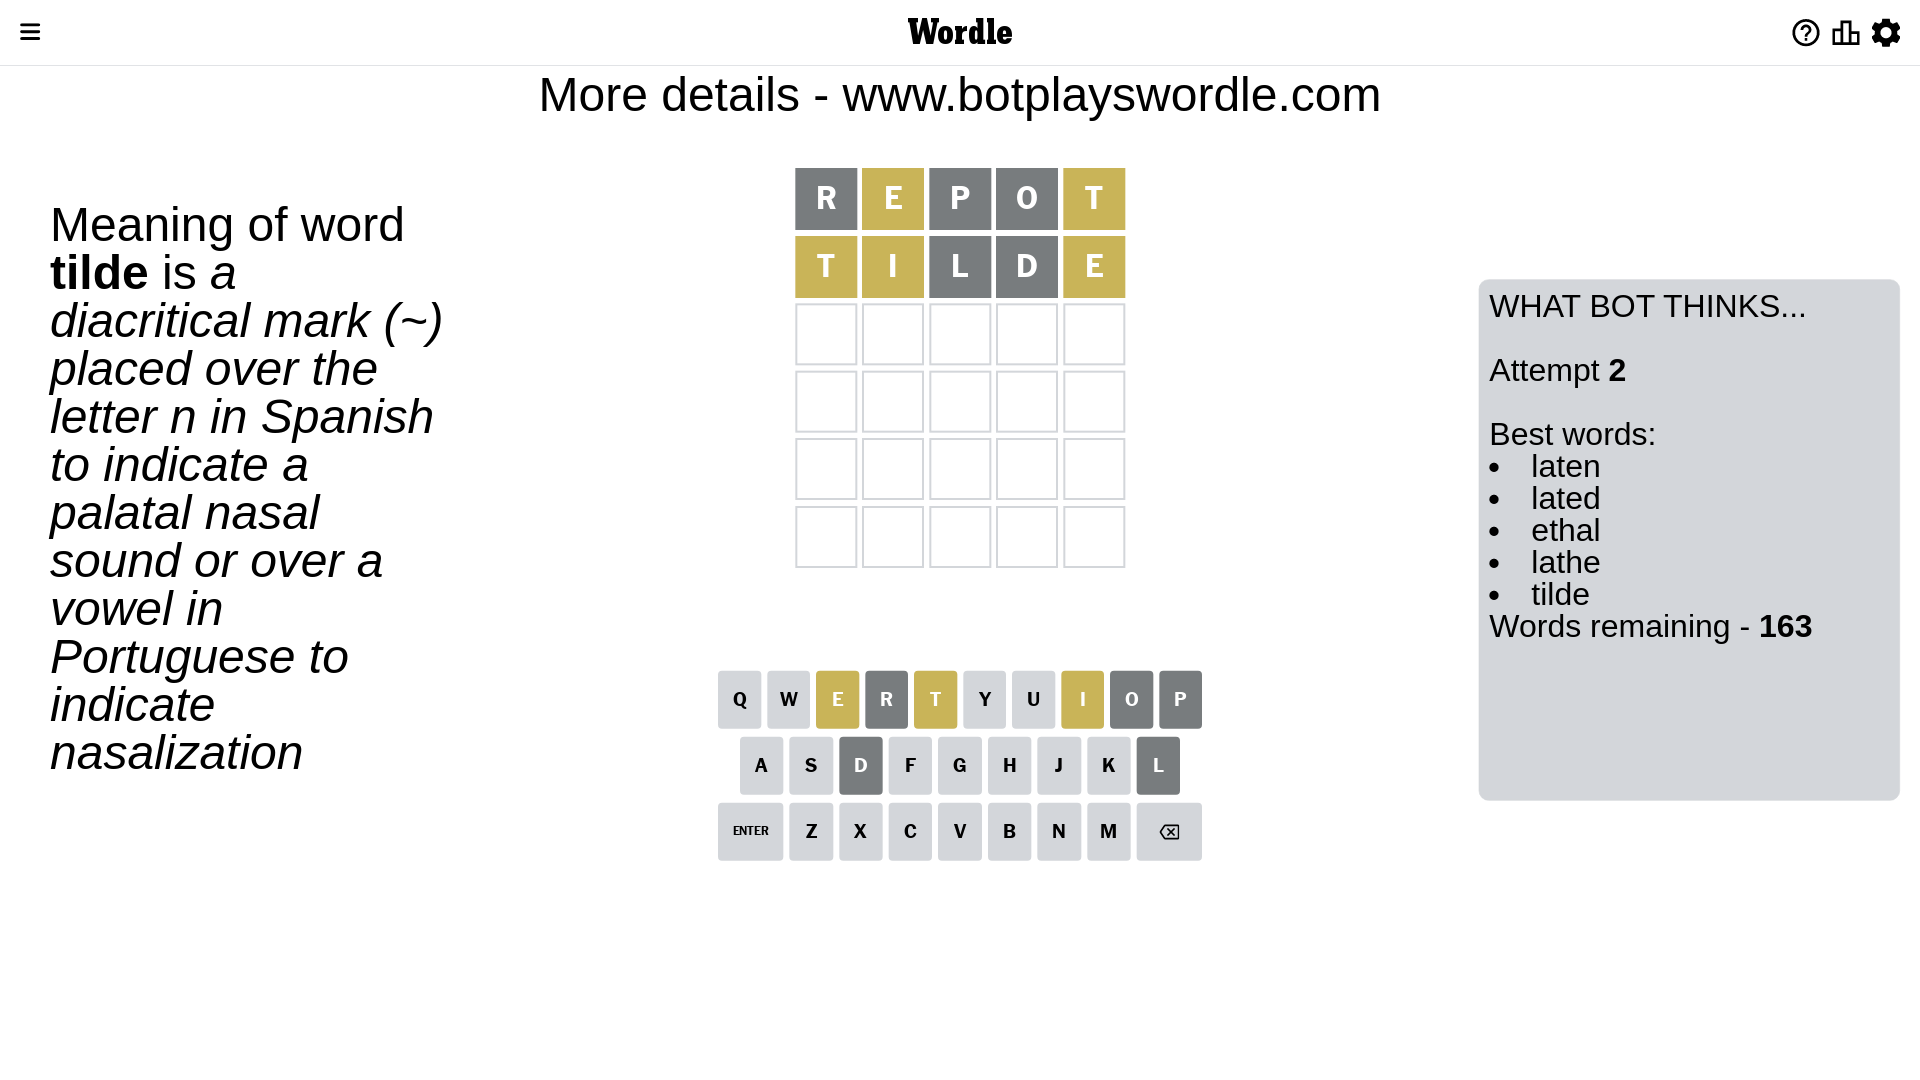 Wordle
More details - www.botplayswordle.com
Meaning of word
tilde is a
diacritical mark (~)
placed over the
letter n in Spanish
to indicate a
palatal nasal
sound or over a
vowel in
Portuguese to
indicate
nasalization
R E P O T
T I L D E
WHAT BOT THINKS...
Attempt 2
Best words:
• laten
• lated
• ethal
• lathe
• tilde
Words remaining - 163
Q W E R T Y U I O P
A S D F G H J K L
ENTER Z X C V B N M